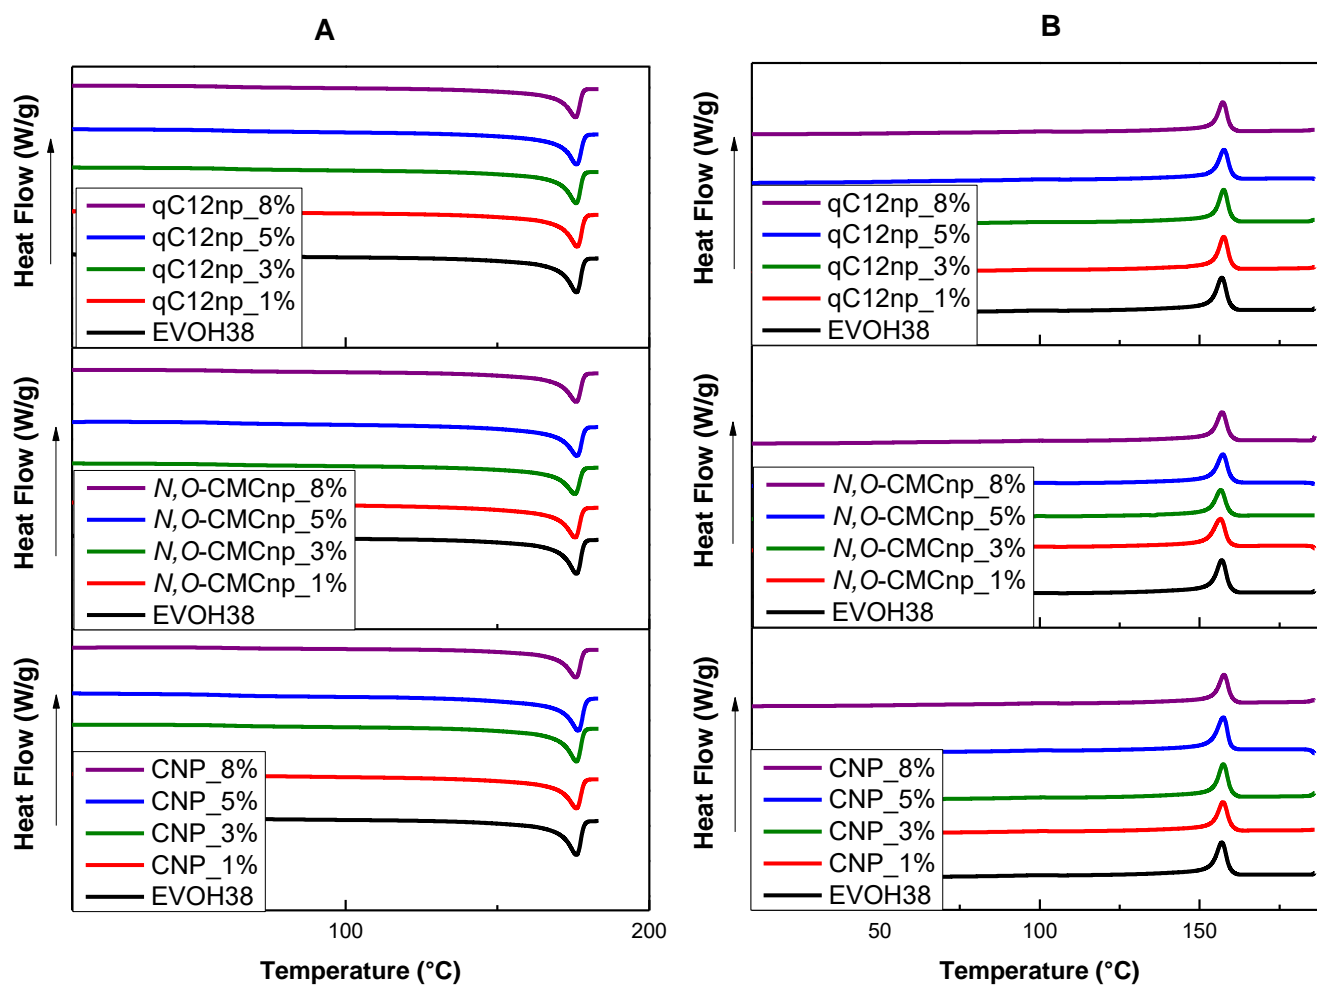 A
B
Heat Flow (W/g)
qC12np_8%
qC12np_5%
qC12np_3%
qC12np_1%
EVOH38
Heat Flow (W/g)
qC12np_8%
qC12np_5%
qC12np_3%
qC12np_1%
EVOH38
Heat Flow (W/g)
N,O-CMCnp_8%
N,O-CMCnp_5%
N,O-CMCnp_3%
N,O-CMCnp_1%
EVOH38
Heat Flow (W/g)
N,O-CMCnp_8%
N,O-CMCnp_5%
N,O-CMCnp_3%
N,O-CMCnp_1%
EVOH38
Heat Flow (W/g)
CNP_8%
CNP_5%
CNP_3%
CNP_1%
EVOH38
Heat Flow (W/g)
CNP_8%
CNP_5%
CNP_3%
CNP_1%
EVOH38
100 200
Temperature (°C)
50 100 150
Temperature (°C)